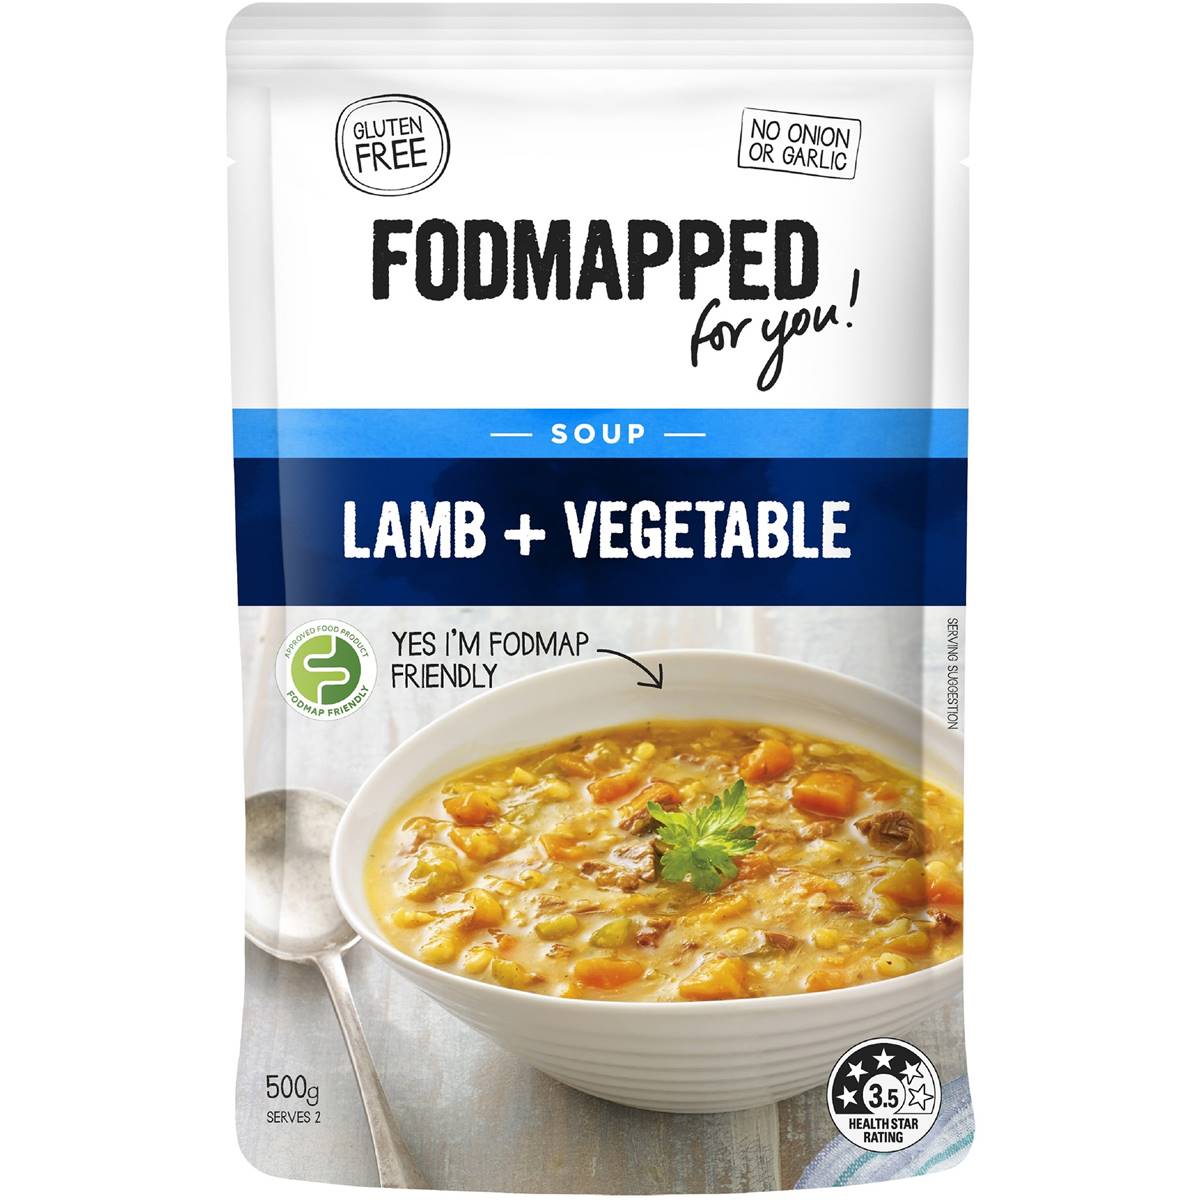 GLUTEN
FREE
NO ONION
OR GARLIC
FODMAPPED
for you!
SOUP
LAMB + VEGETABLE
APPROVED FOOD PRODUCT
FODMAP FRIENDLY
YES I'M FODMAP
FRIENDLY
SERVING SUGGESTION
500g
SERVES 2
3.5
HEALTH STAR
RATING